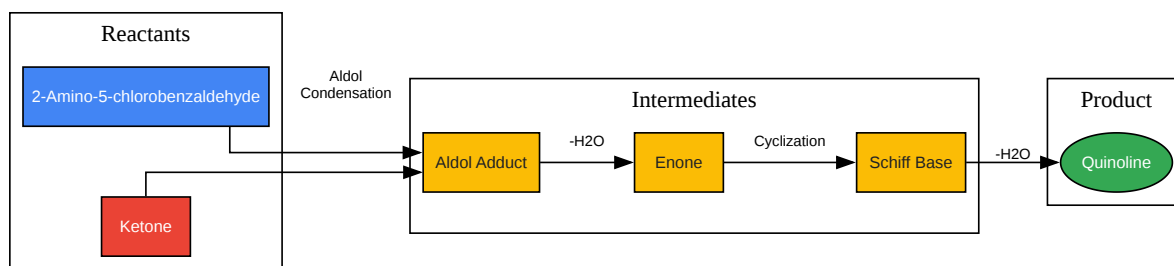 Reactants
2-Amino-5-chlorobenzaldehyde
Ketone
Aldol
Condensation
Intermediates
Aldol Adduct
-H2O
Enone
Cyclization
Schiff Base
-H2O
Product
Quinoline